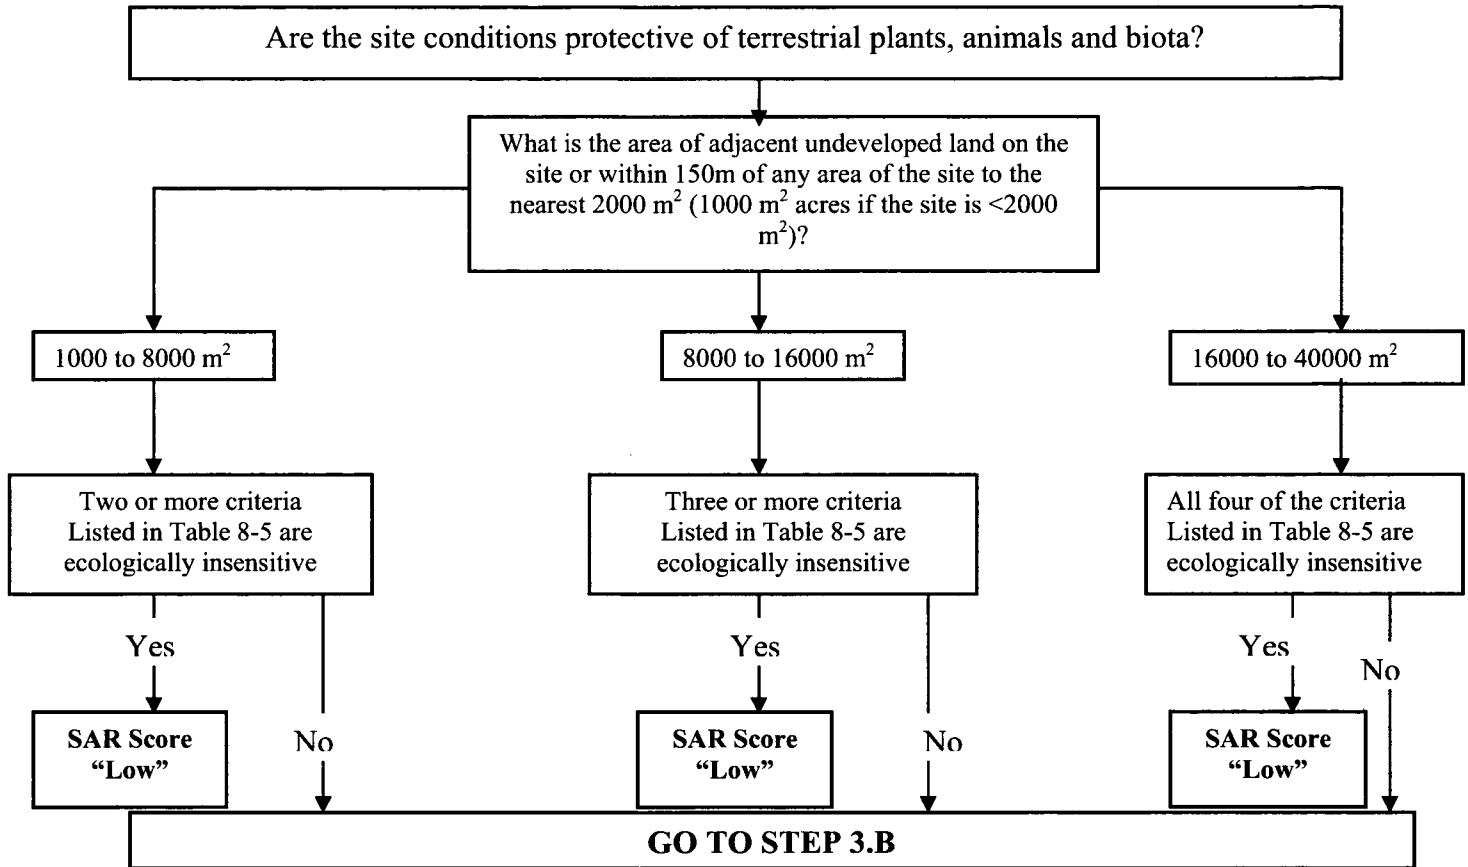 Are the site conditions protective of terrestrial plants, animals and biota?
What is the area of adjacent undeveloped land on the
site or within 150m of any area of the site to the
nearest 2000 m² (1000 m² acres if the site is <2000
m²)?
1000 to 8000 m²
8000 to 16000 m²
16000 to 40000 m²
Two or more criteria
Listed in Table 8-5 are
ecologically insensitive
Three or more criteria
Listed in Table 8-5 are
ecologically insensitive
All four of the criteria
Listed in Table 8-5 are
ecologically insensitive
Yes
Yes
Yes
No
SAR Score
“Low”
No
SAR Score
“Low”
No
SAR Score
“Low”
GO TO STEP 3.B